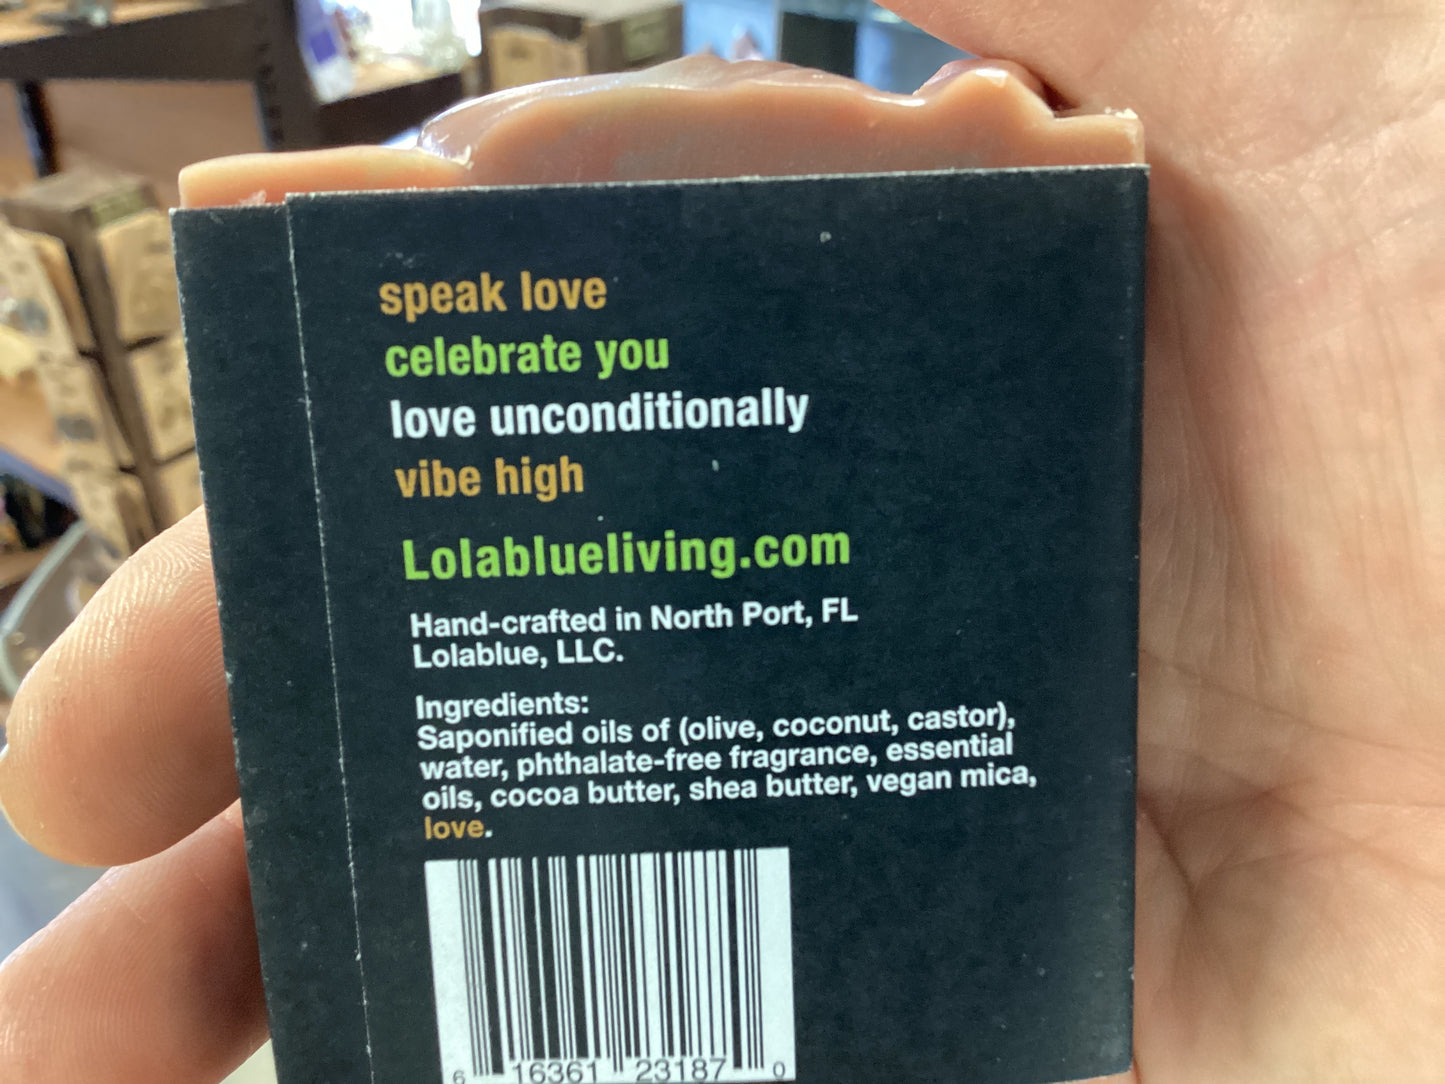 speak love
celebrate you
love unconditionally
vibe high
Lolablueliving.com
Hand-crafted in North Port, FL
Lolablue, LLC.
Ingredients:
Saponified oils of (olive, coconut, castor),
water, phthalate-free fragrance, essential
oils, cocoa butter, shea butter, vegan mica,
love.
6 16361 23187 0